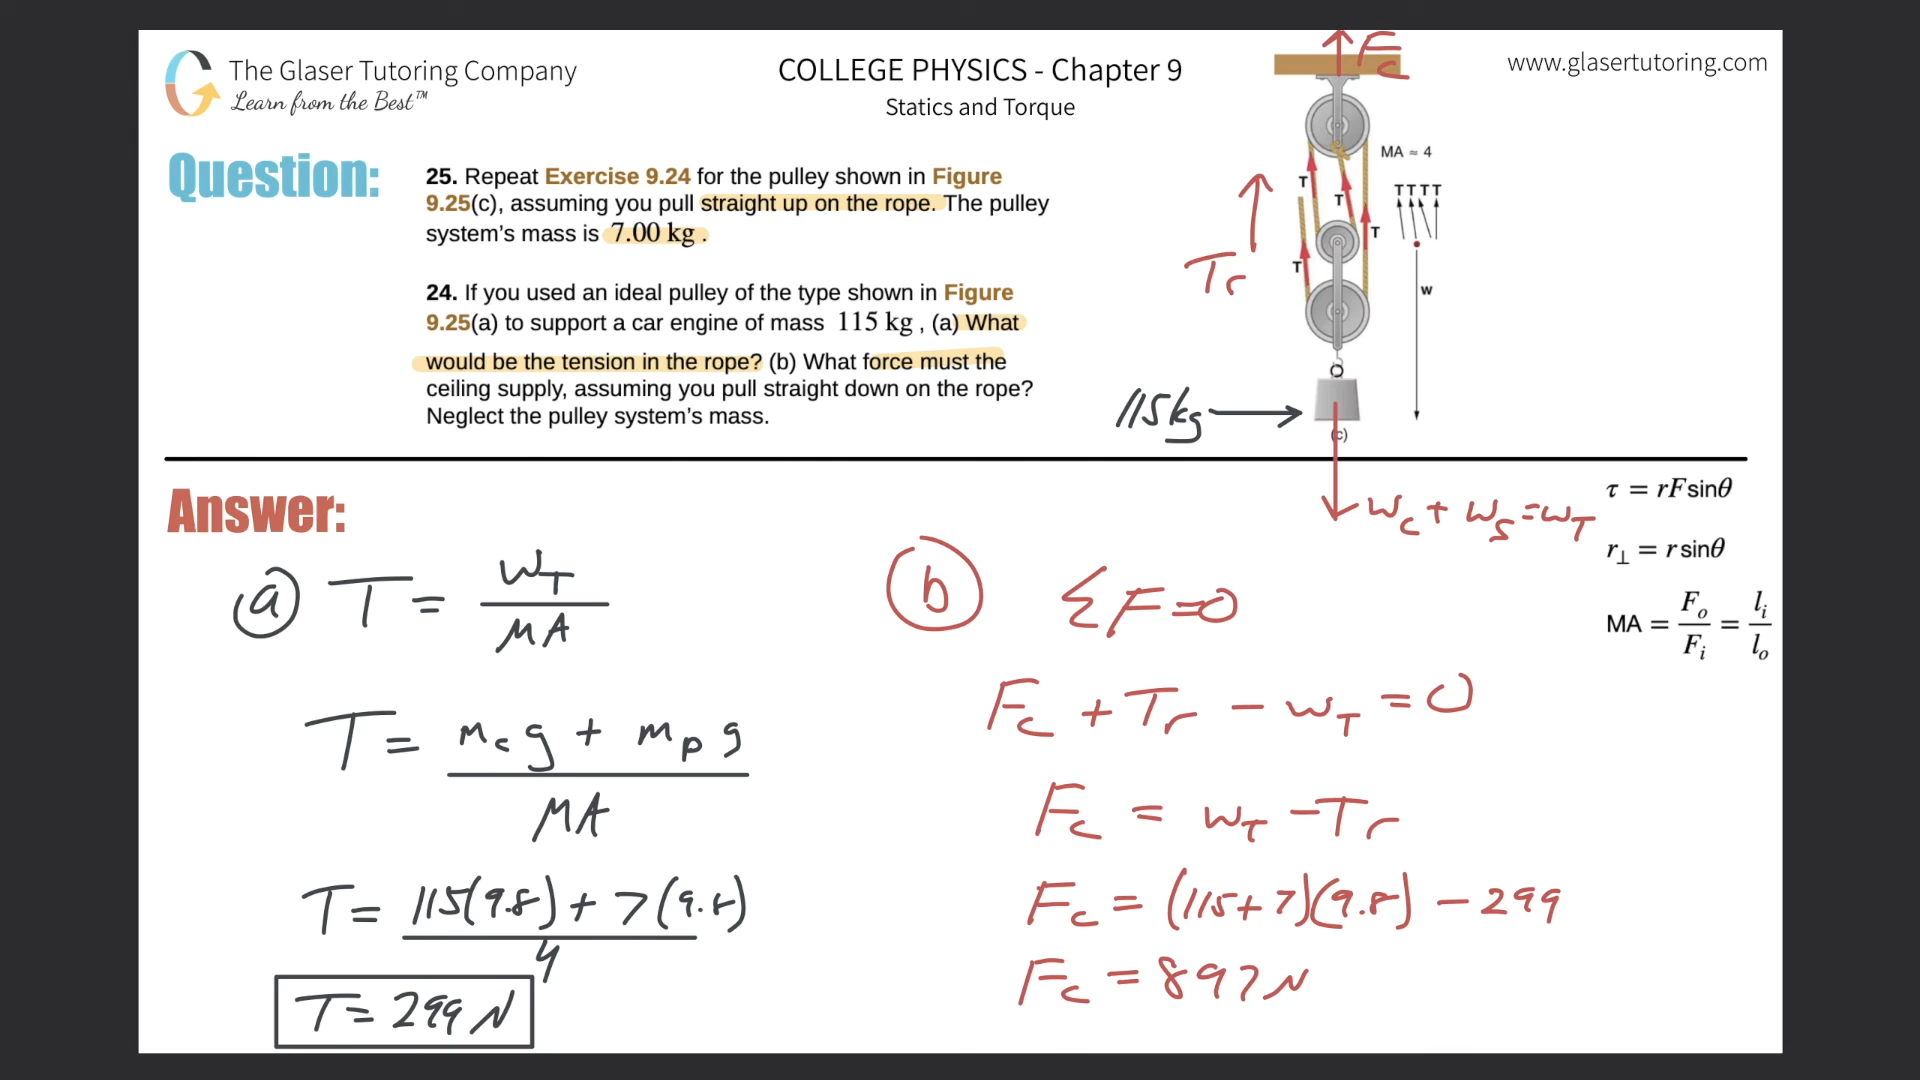 The Glaser Tutoring Company
Learn from the Best™
COLLEGE PHYSICS - Chapter 9
Statics and Torque
www.glasertutoring.com
Question:
25. Repeat Exercise 9.24 for the pulley shown in Figure
9.25(c), assuming you pull straight up on the rope. The pulley
system's mass is 7.00 kg .
24. If you used an ideal pulley of the type shown in Figure
9.25(a) to support a car engine of mass 115 kg , (a) What
would be the tension in the rope? (b) What force must the
ceiling supply, assuming you pull straight down on the rope?
Neglect the pulley system's mass.
Fc
MA ≈ 4
T
T
T
T
TTTT
w
Tr
115kg
(c)
Wc + Ws = WT
τ = rF sinθ
r⊥ = r sinθ
MA = Fo/Fi = li/lo
Answer:
(a) T = WT/MA
T = (mc g + mp g)/MA
T = (115(9.8) + 7(9.8))/4
T = 299 N
(b) ΣF=0
Fc + Tr - WT = 0
Fc = WT - Tr
Fc = (115+7)(9.8) - 299
Fc = 897 N